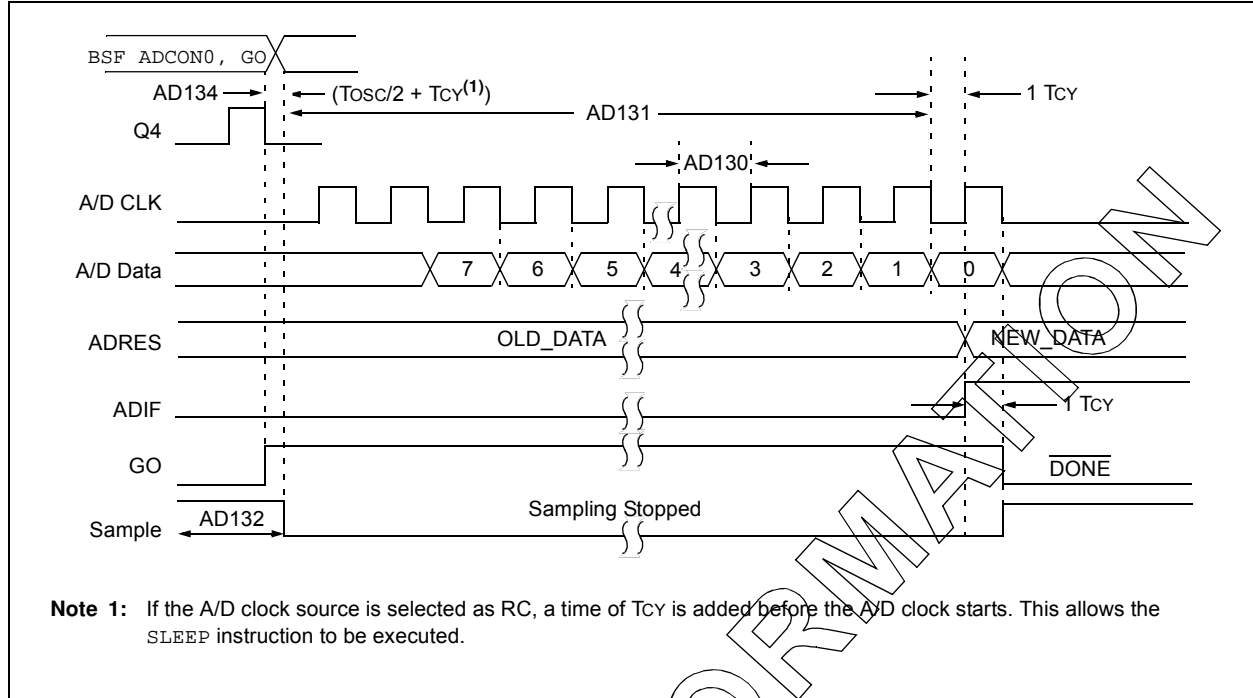 BSF ADCON0, GO
AD134
(TOSC/2 + TCY(1))
1 TCY
AD131
Q4
AD130
A/D CLK
A/D Data
7
6
5
4
3
2
1
0
ADRES
OLD_DATA
NEW_DATA
ADIF
1 TCY
GO
DONE
Sample
AD132
Sampling Stopped
Note 1: If the A/D clock source is selected as RC, a time of TCY is added before the A/D clock starts. This allows the
SLEEP instruction to be executed.
ORMATION